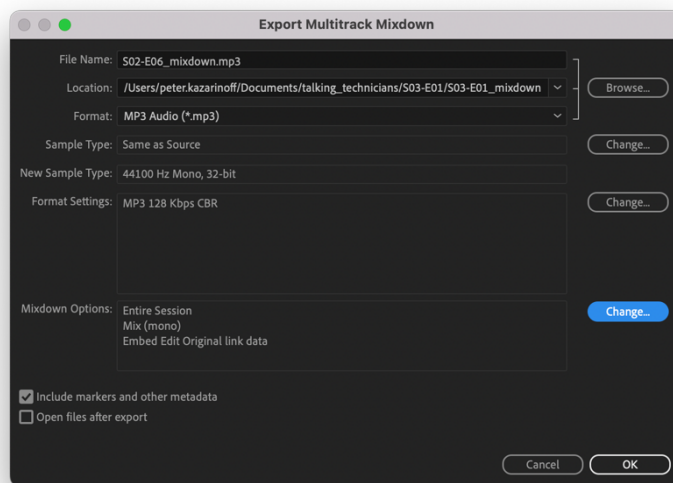 Export Multitrack Mixdown
File Name: S02-E06_mixdown.mp3
Location: /Users/peter.kazarinoff/Documents/talking_technicians/S03-E01/S03-E01_mixdown Browse...
Format: MP3 Audio (*.mp3)
Sample Type: Same as Source Change...
New Sample Type: 44100 Hz Mono, 32-bit
Format Settings: MP3 128 Kbps CBR Change...
Mixdown Options: Entire Session Change...
Mix (mono)
Embed Edit Original link data
Include markers and other metadata
Open files after export
Cancel OK